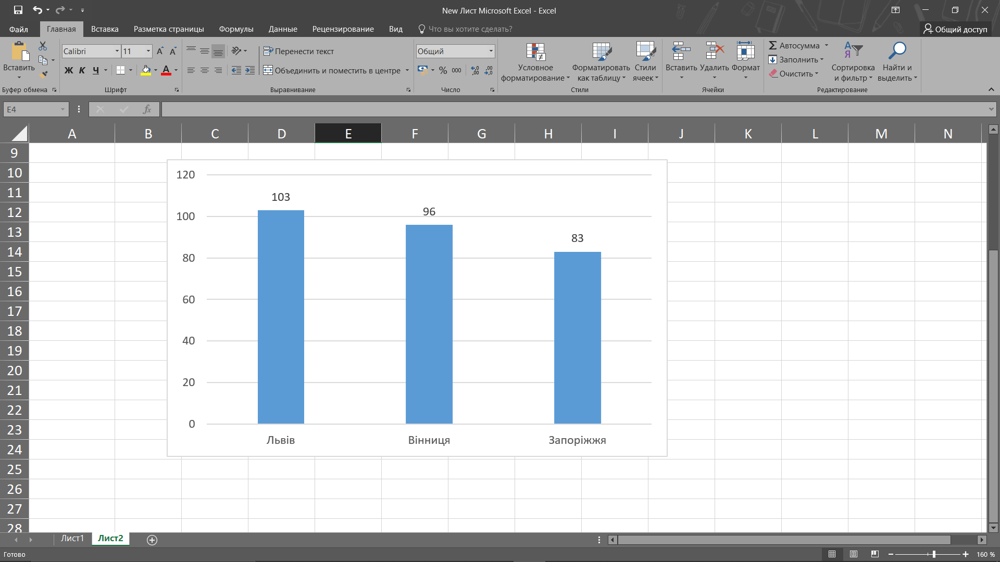 New Лист Microsoft Excel - Excel
Файл Главная Вставка Разметка страницы Формулы Данные Рецензирование Вид Что вы хотите сделать? Общий доступ
Вставить
Буфер обмена
Calibri 11
Ж К Ч А
Шрифт
Перенести текст
Объединить и поместить в центре
Выравнивание
Общий
% 000
Число
Условное форматирование
Форматировать как таблицу
Стили ячеек
Стили
Вставить Удалить Формат
Ячейки
Автосумма
Заполнить
Очистить
Сортировка и фильтр
Найти и выделить
Редактирование
E4 fx
A B C D E F G H I J K L M N
9
10
11
12
13
14
15
16
17
18
19
20
21
22
23
24
25
26
27
28
120
100
80
60
40
20
0
103
96
83
Львів Вінниця Запоріжжя
Лист1 Лист2
Готово 160 %